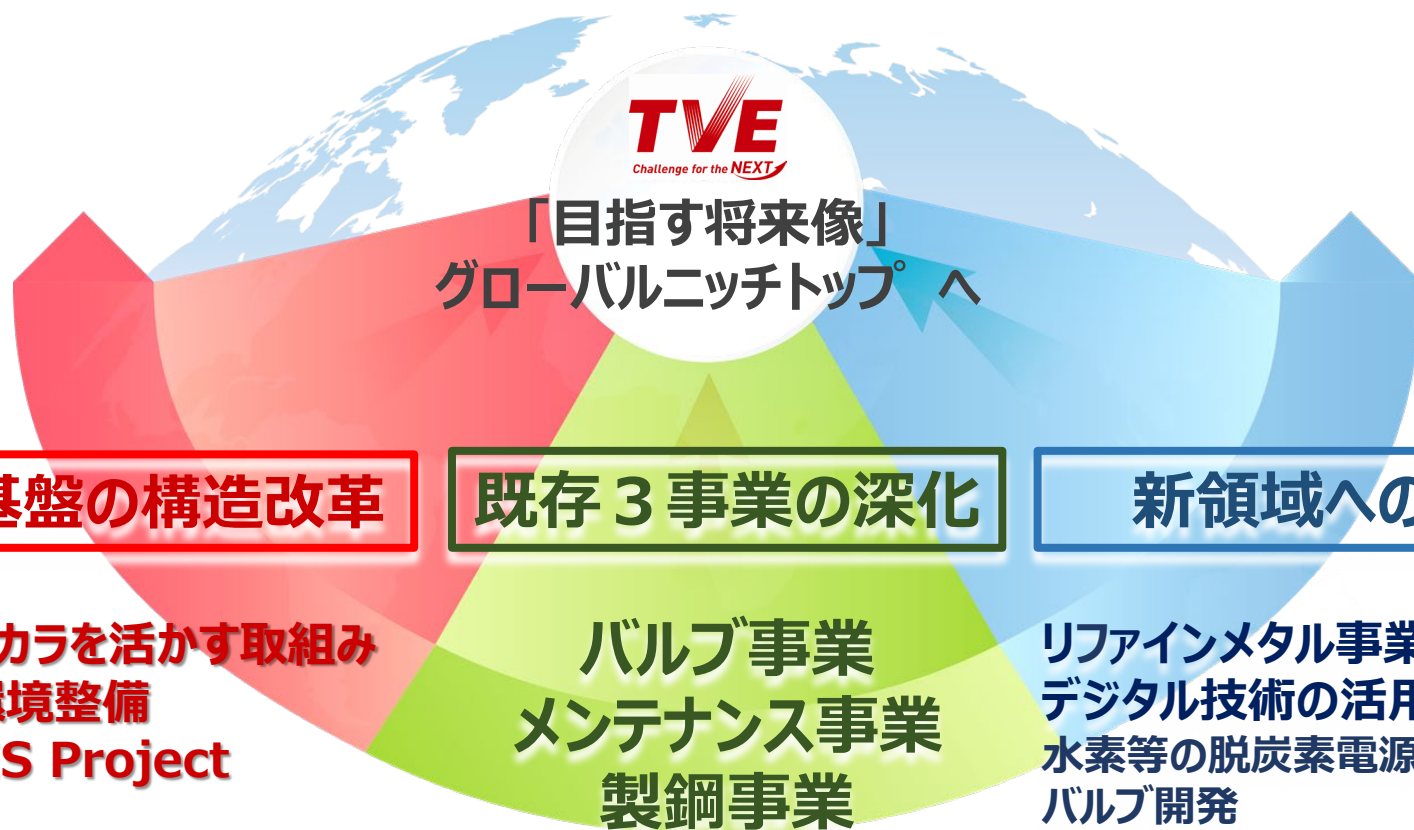 TVE
Challenge for the NEXT
「目指す将来像」
グローバルニッチトップ へ
基盤の構造改革
カラを活かす取組み
環境整備
S Project
既存３事業の深化
バルブ事業
メンテナンス事業
製鋼事業
新領域への
リファインメタル事業
デジタル技術の活用
水素等の脱炭素電源
バルブ開発